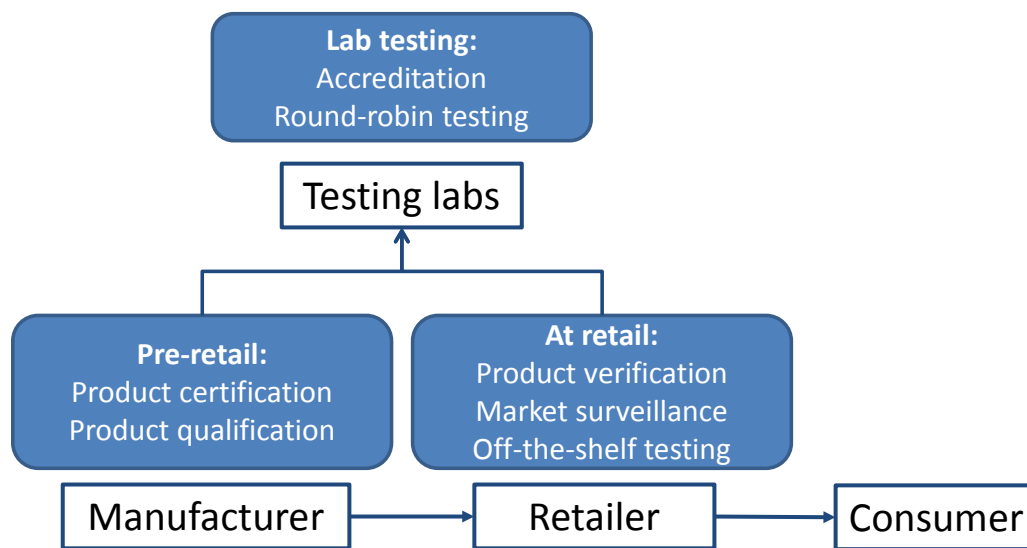 Lab testing:
Accreditation
Round-robin testing
Testing labs
Pre-retail:
Product certification
Product qualification
At retail:
Product verification
Market surveillance
Off-the-shelf testing
Manufacturer
Retailer
Consumer